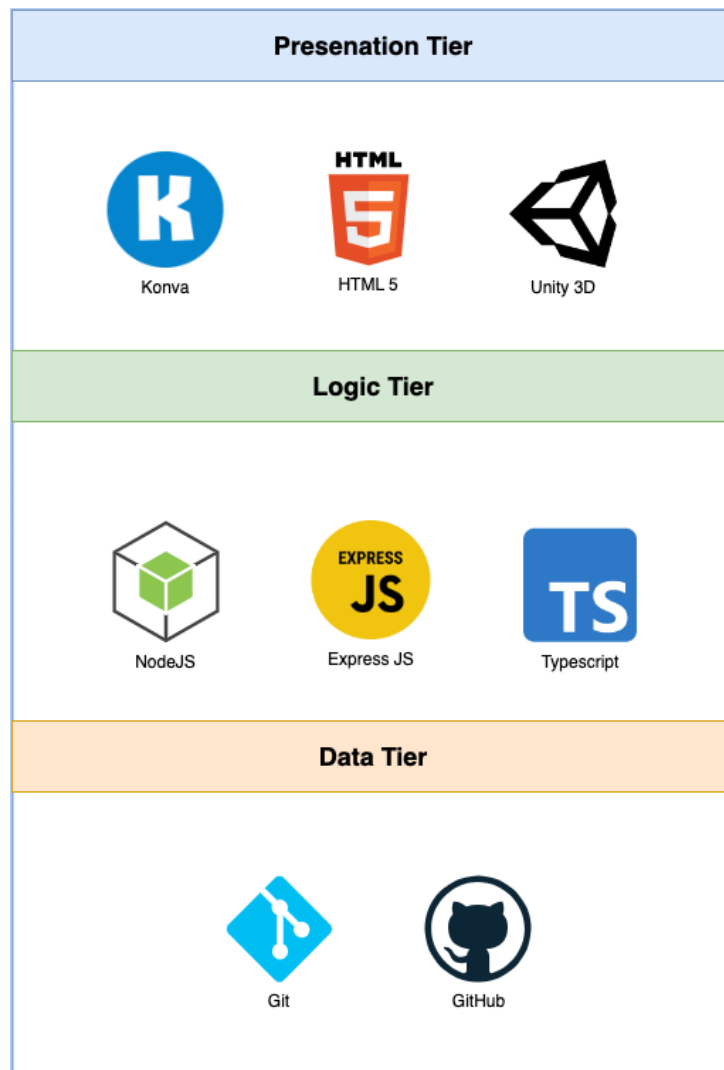 Presenation Tier
HTML
5
K
Konva
HTML 5
Unity 3D
Logic Tier
EXPRESS
JS
TS
NodeJS
Express JS
Typescript
Data Tier
Git
GitHub